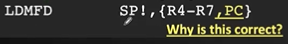 LDMFD SP!,{R4-R7,PC}
Why is this correct?